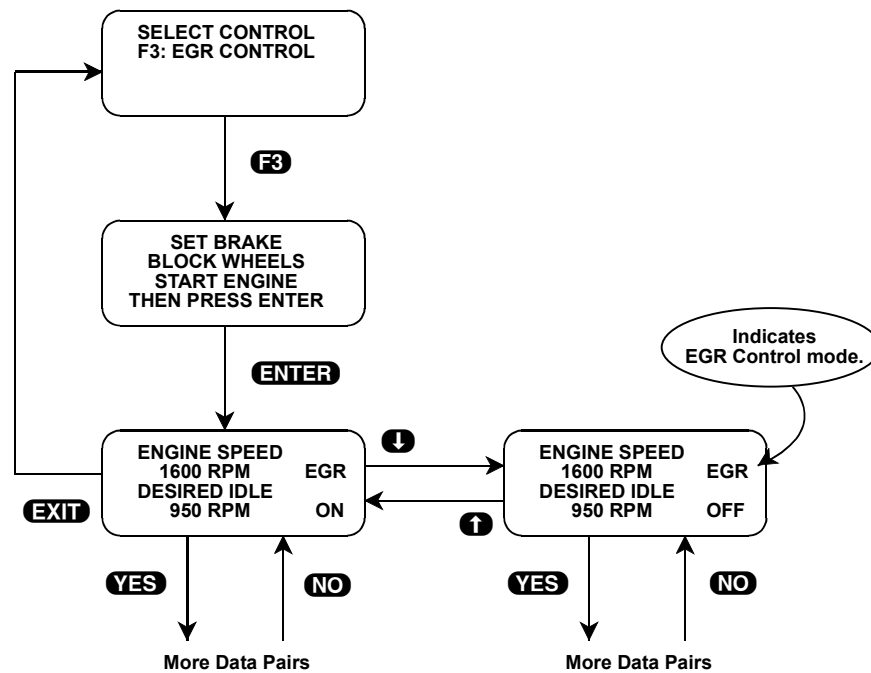 SELECT CONTROL
F3: EGR CONTROL
F3
SET BRAKE
BLOCK WHEELS
START ENGINE
THEN PRESS ENTER
ENTER
Indicates
EGR Control mode.
ENGINE SPEED
1600 RPM EGR
DESIRED IDLE
950 RPM ON
↓
↑
ENGINE SPEED
1600 RPM EGR
DESIRED IDLE
950 RPM OFF
EXIT
YES
NO
YES
NO
More Data Pairs
More Data Pairs